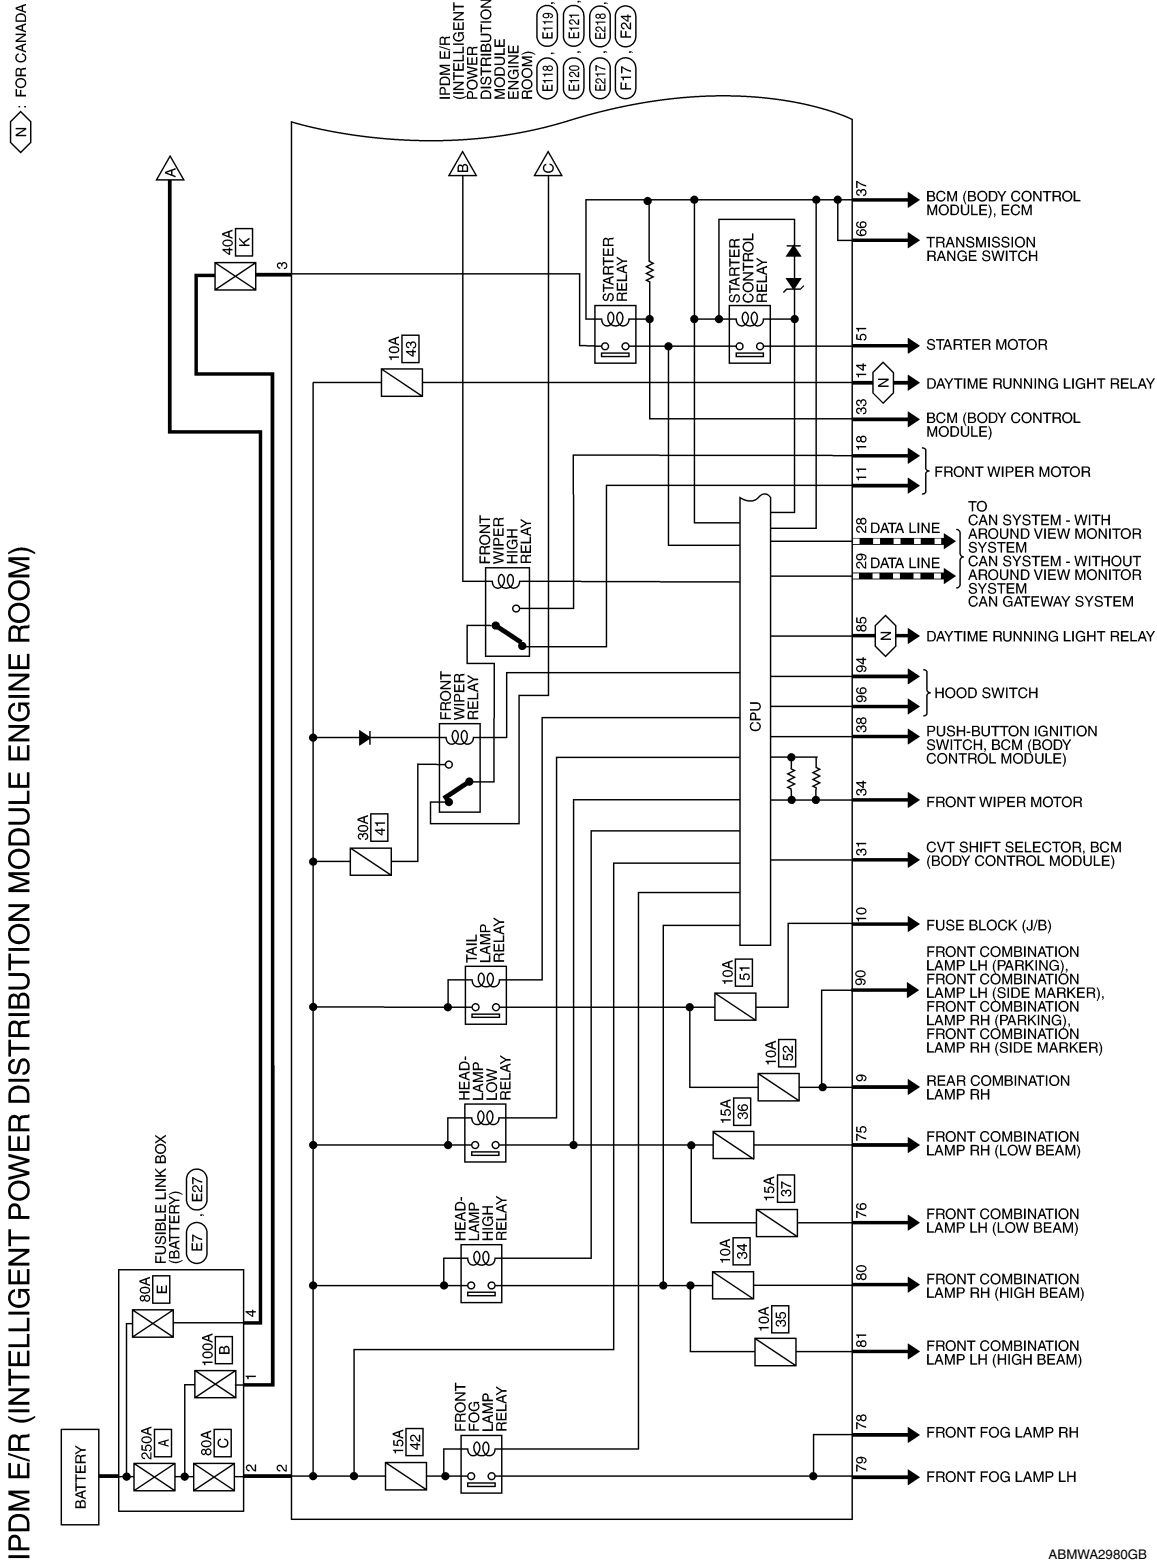 IPDM E/R (INTELLIGENT POWER DISTRIBUTION MODULE ENGINE ROOM)
N : FOR CANADA
IPDM E/R
(INTELLIGENT
POWER
DISTRIBUTION
MODULE
ENGINE
ROOM)
E118 , E119 ,
E120 , E121 ,
E217 , E218 ,
F17 , F24
A
B
C
40A
K
3
10A
43
STARTER
RELAY
STARTER
CONTROL
RELAY
37
BCM (BODY CONTROL
MODULE), ECM
66
TRANSMISSION
RANGE SWITCH
51
STARTER MOTOR
14
N
DAYTIME RUNNING LIGHT RELAY
33
BCM (BODY CONTROL
MODULE)
18
11
FRONT WIPER MOTOR
FRONT
WIPER
HIGH
RELAY
28
DATA LINE
29
DATA LINE
TO
CAN SYSTEM - WITH
AROUND VIEW MONITOR
SYSTEM
CAN SYSTEM - WITHOUT
AROUND VIEW MONITOR
SYSTEM
CAN GATEWAY SYSTEM
85
N
DAYTIME RUNNING LIGHT RELAY
94
96
HOOD SWITCH
FRONT
WIPER
RELAY
CPU
38
PUSH-BUTTON IGNITION
SWITCH, BCM (BODY
CONTROL MODULE)
34
FRONT WIPER MOTOR
30A
41
31
CVT SHIFT SELECTOR, BCM
(BODY CONTROL MODULE)
TAIL
LAMP
RELAY
10A
51
10
FUSE BLOCK (J/B)
90
FRONT COMBINATION
LAMP LH (PARKING),
FRONT COMBINATION
LAMP LH (SIDE MARKER),
FRONT COMBINATION
LAMP RH (PARKING),
FRONT COMBINATION
LAMP RH (SIDE MARKER)
10A
52
9
REAR COMBINATION
LAMP RH
HEAD-
LAMP
LOW
RELAY
15A
36
75
FRONT COMBINATION
LAMP RH (LOW BEAM)
15A
37
76
FRONT COMBINATION
LAMP LH (LOW BEAM)
FUSIBLE LINK BOX
(BATTERY)
E7 , E27
HEAD-
LAMP
HIGH
RELAY
10A
34
80
FRONT COMBINATION
LAMP RH (HIGH BEAM)
80A
E
4
10A
35
81
FRONT COMBINATION
LAMP LH (HIGH BEAM)
100A
B
1
BATTERY
250A
A
80A
C
2
2
15A
42
FRONT
FOG
LAMP
RELAY
78
FRONT FOG LAMP RH
79
FRONT FOG LAMP LH
ABMWA2980GB